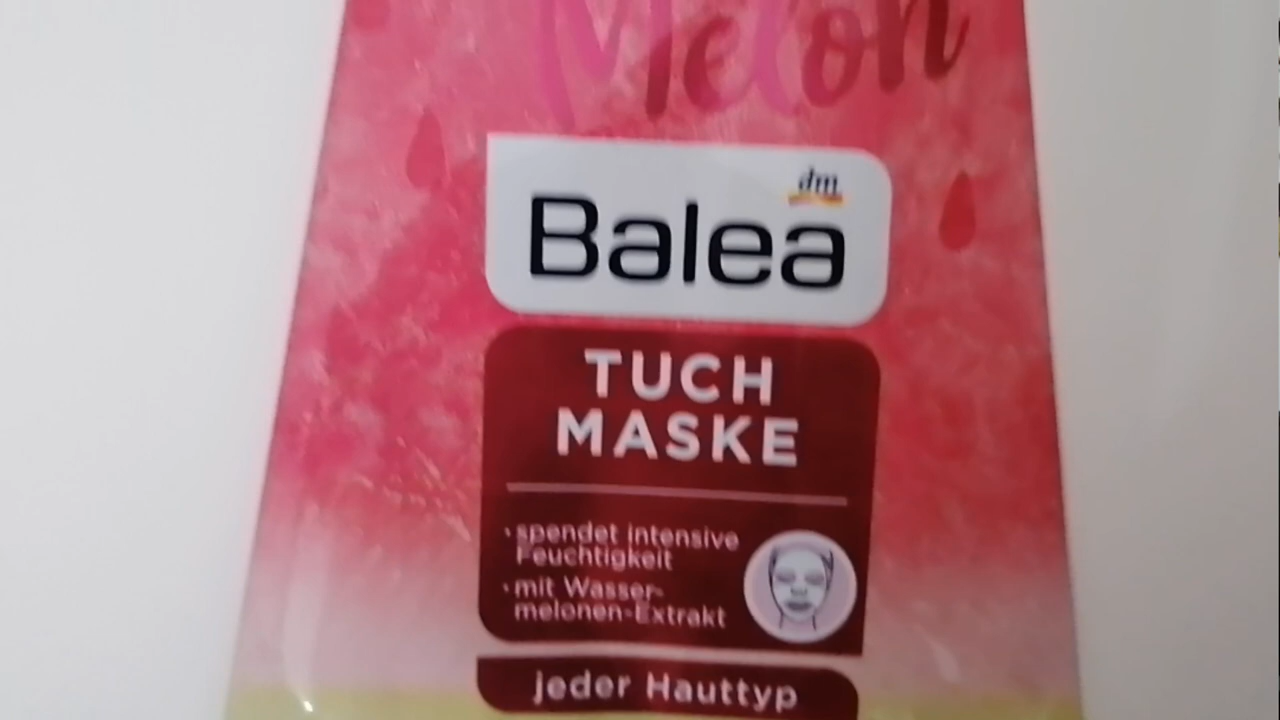 Melon
dm
Balea
TUCH
MASKE
· spendet intensive
Feuchtigkeit
· mit Wasser-
melonen-Extrakt
jeder Hauttyp